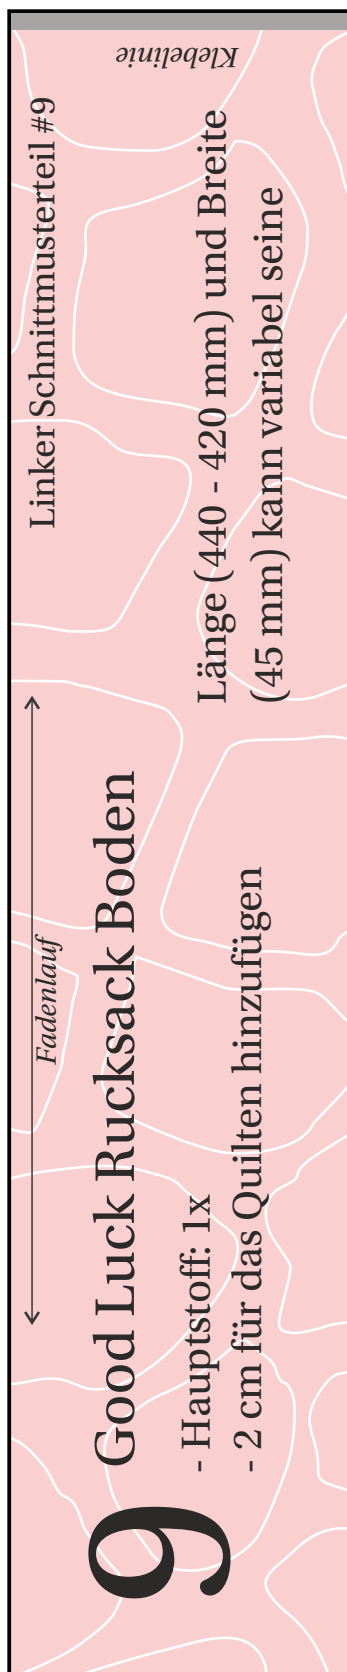 9
Good Luck Rucksack Boden
- Hauptstoff: 1x
- 2 cm für das Quilten hinzufügen
Fadenlauf
Linker Schnittmusterteil #9
Länge (440 - 420 mm) und Breite
(45 mm) kann variabel seine
Klebelinie